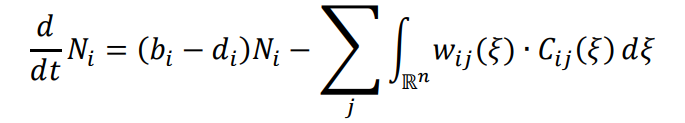 d/dt N_i = (b_i − d_i)N_i − ∑_j ∫_{ℝ^n} w_{ij}(ξ) · C_{ij}(ξ) dξ